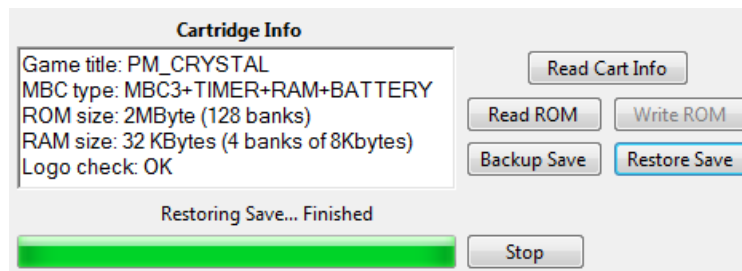 Cartridge Info
Game title: PM_CRYSTAL
MBC type: MBC3+TIMER+RAM+BATTERY
ROM size: 2MByte (128 banks)
RAM size: 32 KBytes (4 banks of 8Kbytes)
Logo check: OK
Read Cart Info
Read ROM
Write ROM
Backup Save
Restore Save
Restoring Save... Finished
Stop